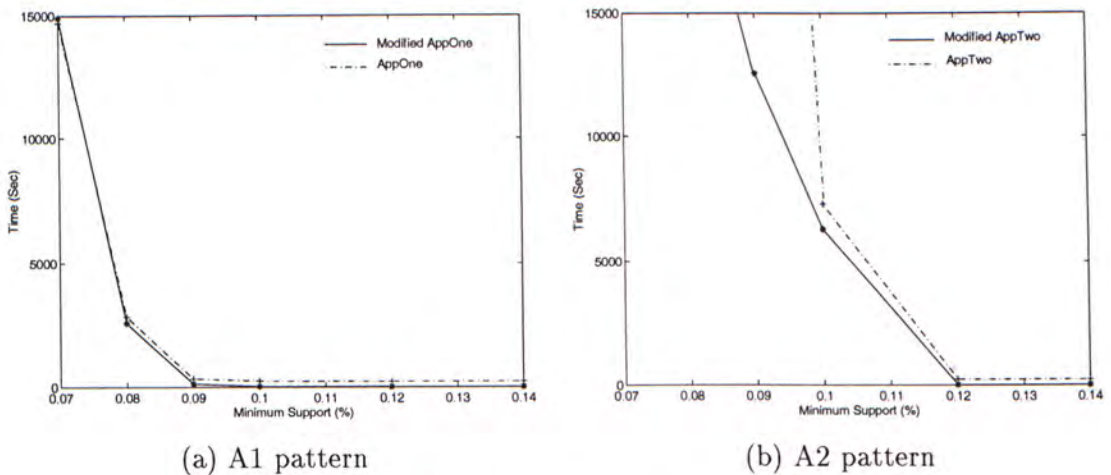 15000
10000
5000
0
Time (Sec)
Modified AppOne
AppOne
0.07 0.08 0.09 0.1 0.11 0.12 0.13 0.14
Minimum Support (%)
(a) A1 pattern
15000
10000
5000
0
Time (Sec)
Modified AppTwo
AppTwo
0.07 0.08 0.09 0.1 0.11 0.12 0.13 0.14
Minimum Support (%)
(b) A2 pattern